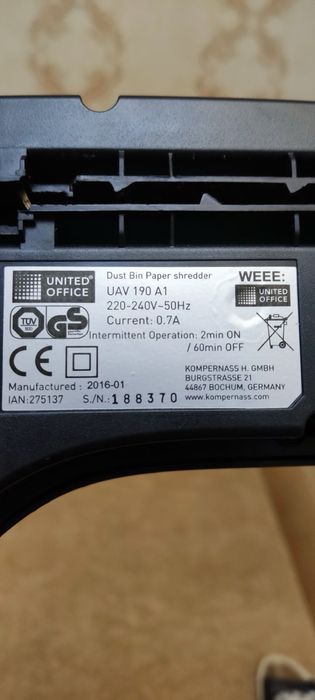 UNITED OFFICE®
Dust Bin Paper shredder
UAV 190 A1
220-240V~50Hz
Current: 0.7A
Intermittent Operation: 2min ON
/ 60min OFF
WEEE:
UNITED OFFICE
TÜV
GS
CE
KOMPERNASS H. GMBH
BURGSTRASSE 21
44867 BOCHUM, GERMANY
www.kompernass.com
Manufactured : 2016-01
IAN:275137 S./N.: 188370